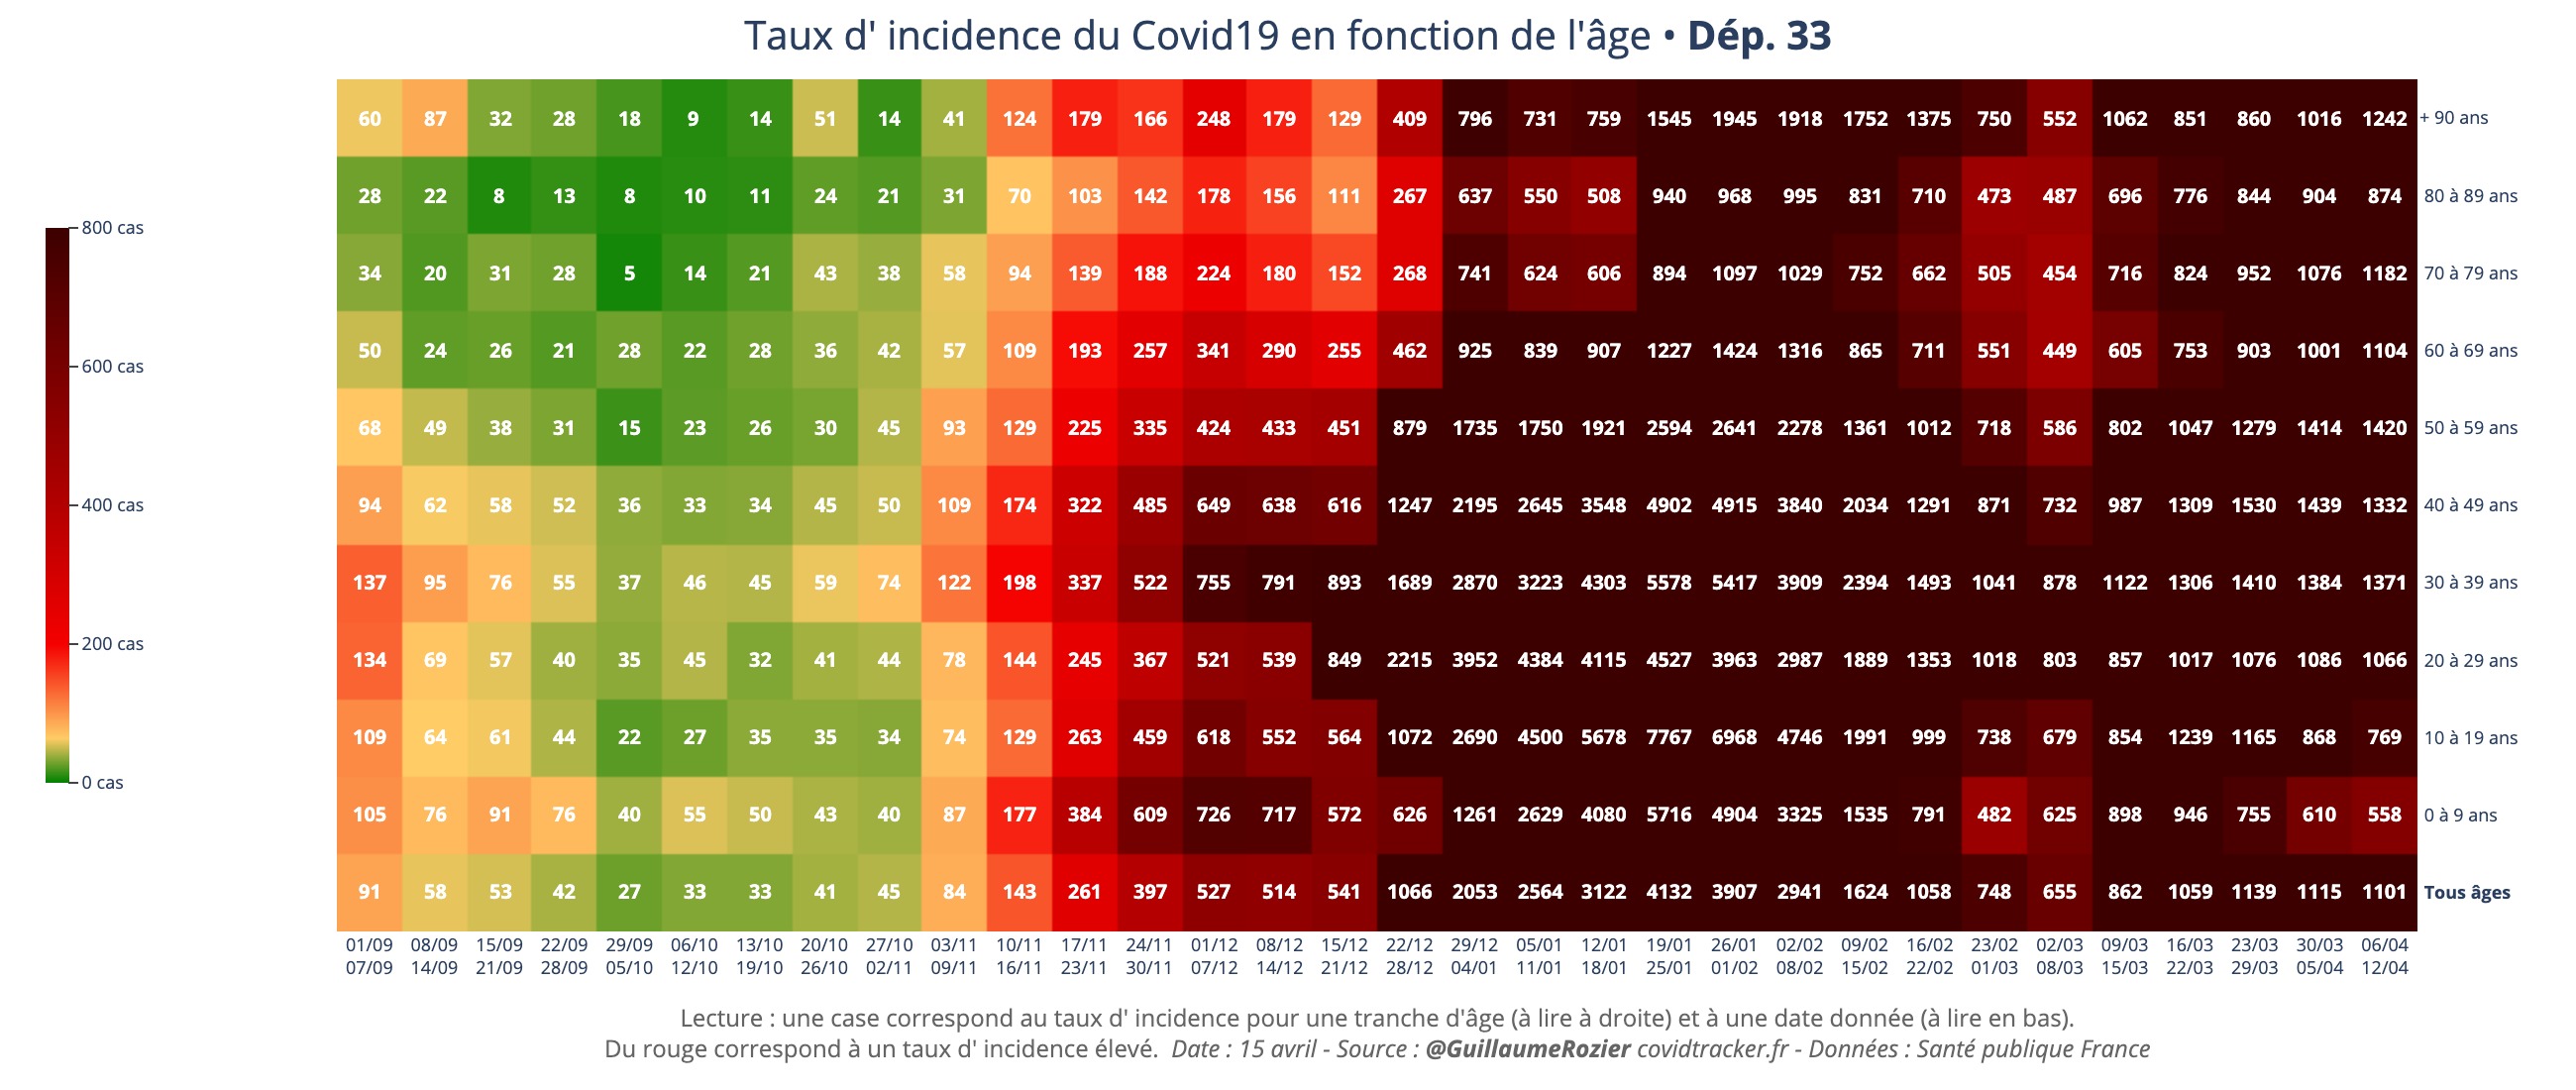 Taux d' incidence du Covid19 en fonction de l'âge • Dép. 33
60 87 32 28 18 9 14 51 14 41 124 179 166 248 179 129 409 796 731 759 1545 1945 1918 1752 1375 750 552 1062 851 860 1016 1242 + 90 ans
28 22 8 13 8 10 11 24 21 31 70 103 142 178 156 111 267 637 550 508 940 968 995 831 710 473 487 696 776 844 904 874 80 à 89 ans
34 20 31 28 5 14 21 43 38 58 94 139 188 224 180 152 268 741 624 606 894 1097 1029 752 662 505 454 716 824 952 1076 1182 70 à 79 ans
50 24 26 21 28 22 28 36 42 57 109 193 257 341 290 255 462 925 839 907 1227 1424 1316 865 711 551 449 605 753 903 1001 1104 60 à 69 ans
68 49 38 31 15 23 26 30 45 93 129 225 335 424 433 451 879 1735 1750 1921 2594 2641 2278 1361 1012 718 586 802 1047 1279 1414 1420 50 à 59 ans
94 62 58 52 36 33 34 45 50 109 174 322 485 649 638 616 1247 2195 2645 3548 4902 4915 3840 2034 1291 871 732 987 1309 1530 1439 1332 40 à 49 ans
137 95 76 55 37 46 45 59 74 122 198 337 522 755 791 893 1689 2870 3223 4303 5578 5417 3909 2394 1493 1041 878 1122 1306 1410 1384 1371 30 à 39 ans
134 69 57 40 35 45 32 41 44 78 144 245 367 521 539 849 2215 3952 4384 4115 4527 3963 2987 1889 1353 1018 803 857 1017 1076 1086 1066 20 à 29 ans
109 64 61 44 22 27 35 35 34 74 129 263 459 618 552 564 1072 2690 4500 5678 7767 6968 4746 1991 999 738 679 854 1239 1165 868 769 10 à 19 ans
105 76 91 76 40 55 50 43 40 87 177 384 609 726 717 572 626 1261 2629 4080 5716 4904 3325 1535 791 482 625 898 946 755 610 558 0 à 9 ans
91 58 53 42 27 33 33 41 45 84 143 261 397 527 514 541 1066 2053 2564 3122 4132 3907 2941 1624 1058 748 655 862 1059 1139 1115 1101 Tous âges
01/09 08/09 15/09 22/09 29/09 06/10 13/10 20/10 27/10 03/11 10/11 17/11 24/11 01/12 08/12 15/12 22/12 29/12 05/01 12/01 19/01 26/01 02/02 09/02 16/02 23/02 02/03 09/03 16/03 23/03 30/03 06/04
07/09 14/09 21/09 28/09 05/10 12/10 19/10 26/10 02/11 09/11 16/11 23/11 30/11 07/12 14/12 21/12 28/12 04/01 11/01 18/01 25/01 01/02 08/02 15/02 22/02 01/03 08/03 15/03 22/03 29/03 05/04 12/04
800 cas
600 cas
400 cas
200 cas
0 cas
Lecture : une case correspond au taux d' incidence pour une tranche d'âge (à lire à droite) et à une date donnée (à lire en bas).
Du rouge correspond à un taux d' incidence élevé. Date : 15 avril - Source : @GuillaumeRozier covidtracker.fr - Données : Santé publique France